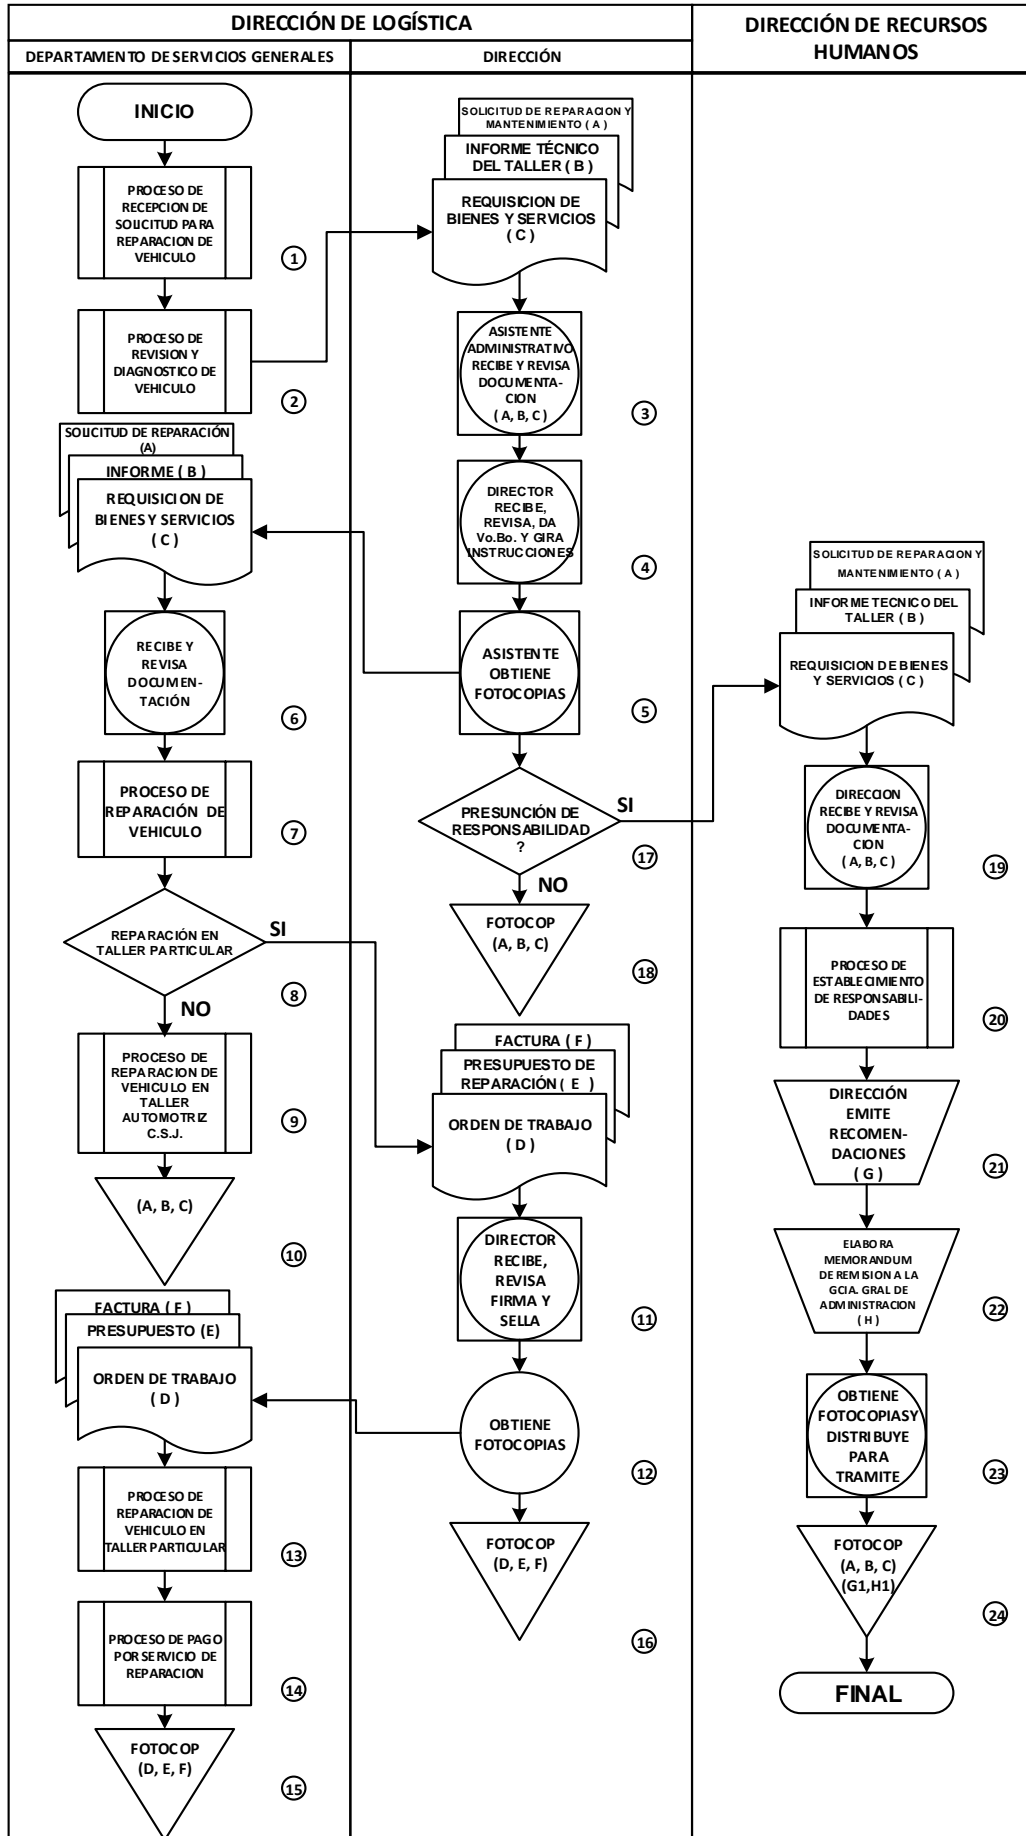 DIRECCIÓN DE LOGÍSTICA
DIRECCIÓN DE RECURSOS
HUMANOS
DEPARTAMENTO DE SERVICIOS GENERALES
DIRECCIÓN
INICIO
PROCESO DE
RECEPCION DE
SOLICITUD PARA
REPARACION DE
VEHICULO
1
PROCESO DE
REVISION Y
DIAGNOSTICO DE
VEHICULO
2
SOLICITUD DE REPARACIÓN
(A)
INFORME ( B )
REQUISICION DE
BIENES Y SERVICIOS
( C )
RECIBE Y
REVISA
DOCUMEN-
TACIÓN
6
PROCESO DE
REPARACIÓN DE
VEHICULO
7
REPARACIÓN EN
TALLER PARTICULAR
SI
8
NO
PROCESO DE
REPARACION DE
VEHICULO EN
TALLER
AUTOMOTRIZ
C.S.J.
9
(A, B, C)
10
FACTURA ( F )
PRESUPUESTO (E)
ORDEN DE TRABAJO
( D )
PROCESO DE
REPARACION DE
VEHICULO EN
TALLER PARTICULAR
13
PROCESO DE PAGO
POR SERVICIO DE
REPARACION
14
FOTOCOP
(D, E, F)
15
SOLICITUD DE REPARACION Y
MANTENIMIENTO ( A )
INFORME TÉCNICO
DEL TALLER ( B )
REQUISICION DE
BIENES Y SERVICIOS
( C )
ASISTENTE
ADMINISTRATIVO
RECIBE Y REVISA
DOCUMENTA-
CION
( A, B, C )
3
DIRECTOR
RECIBE,
REVISA, DA
Vo.Bo. Y GIRA
INSTRUCCIONES
4
ASISTENTE
OBTIENE
FOTOCOPIAS
5
PRESUNCIÓN DE
RESPONSABILIDAD
?
SI
17
NO
FOTOCOP
(A, B, C)
18
FACTURA ( F )
PRESUPUESTO DE
REPARACIÓN ( E )
ORDEN DE TRABAJO
( D )
DIRECTOR
RECIBE,
REVISA
FIRMA Y
SELLA
11
OBTIENE
FOTOCOPIAS
12
FOTOCOP
(D, E, F)
16
SOLICITUD DE REPARACION Y
MANTENIMIENTO ( A )
INFORME TECNICO DEL
TALLER ( B )
REQUISICION DE BIENES
Y SERVICIOS ( C )
DIRECCION
RECIBE Y REVISA
DOCUMENTA-
CION
( A, B, C )
19
PROCESO DE
ESTABLECIMIENTO
DE RESPONSABILI-
DADES
20
DIRECCIÓN
EMITE
RECOMEN-
DACIONES
( G )
21
ELABORA
MEMORANDUM
DE REMISION A LA
GCIA. GRAL DE
ADMINISTRACION
( H )
22
OBTIENE
FOTOCOPIAS Y
DISTRIBUYE
PARA
TRAMITE
23
FOTOCOP
(A, B, C)
(G1,H1)
24
FINAL